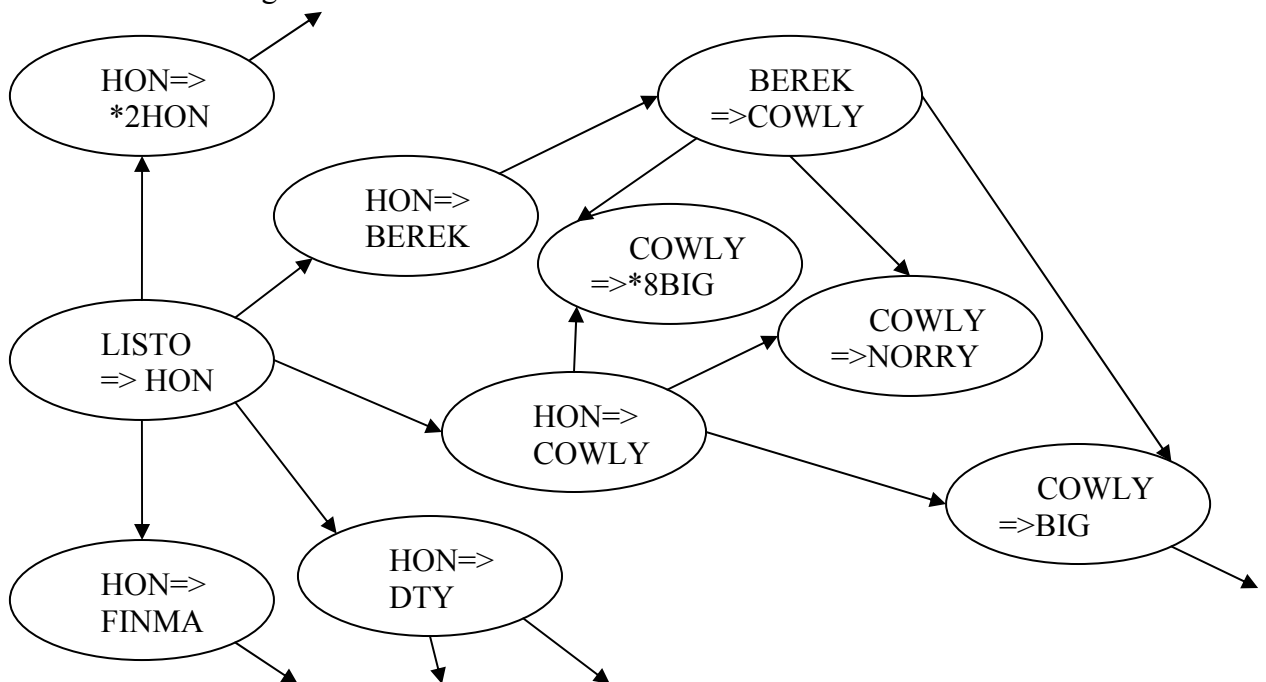 HON=>
*2HON
BEREK
=>COWLY
HON=>
BEREK
COWLY
=>*8BIG
LISTO
=> HON
COWLY
=>NORRY
HON=>
COWLY
COWLY
=>BIG
HON=>
DTY
HON=>
FINMA